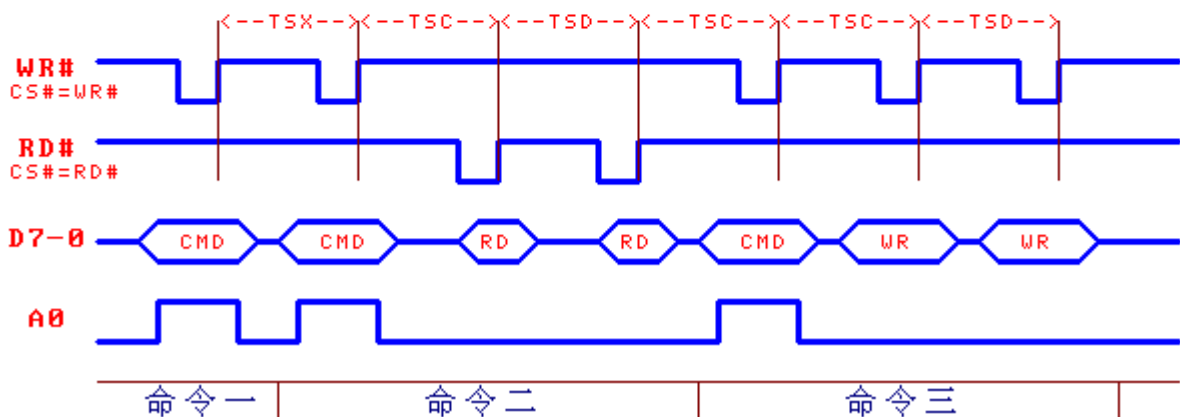 <--TSX--><--TSC--><--TSD--><--TSC--><--TSC--><--TSD-->
WR#
CS#=WR#
RD#
CS#=RD#
D7-0 CMD CMD RD RD CMD WR WR
A0
命令一 命令二 命令三